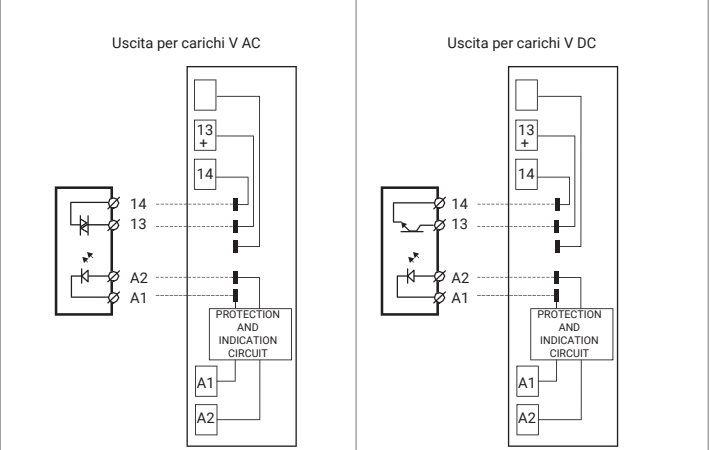 Uscita per carichi V AC
13
+
14
14
13
A2
A1
PROTECTION
AND
INDICATION
CIRCUIT
A1
A2
Uscita per carichi V DC
13
+
14
14
13
A2
A1
PROTECTION
AND
INDICATION
CIRCUIT
A1
A2